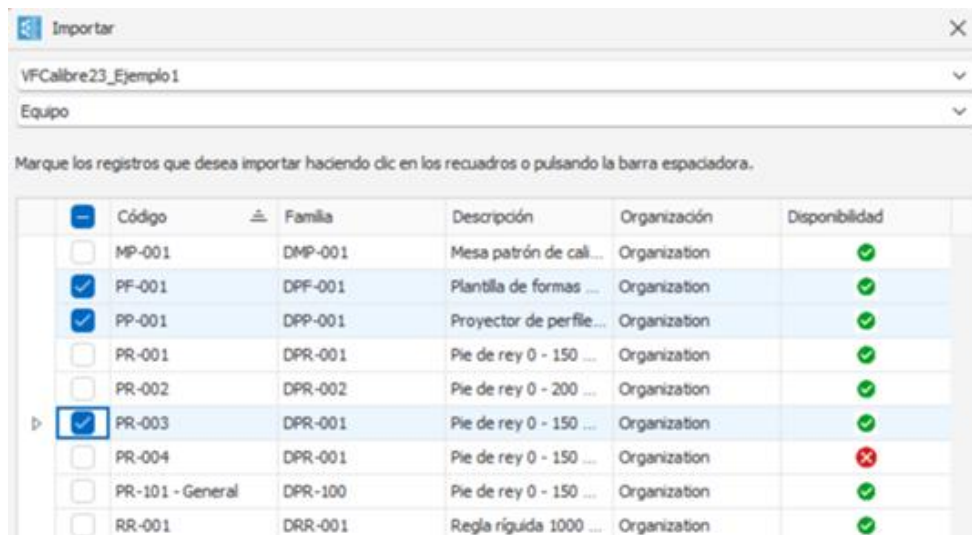 Importar
VFCalibre23_Ejemplo1
Equipo
Marque los registros que desea importar haciendo clic en los recuadros o pulsando la barra espaciadora.
Código Familia Descripción Organización Disponibilidad
MP-001 DMP-001 Mesa patrón de cali... Organization
PF-001 DPF-001 Plantilla de formas ... Organization
PP-001 DPP-001 Proyector de perfile... Organization
PR-001 DPR-001 Pie de rey 0 - 150 ... Organization
PR-002 DPR-002 Pie de rey 0 - 200 ... Organization
PR-003 DPR-001 Pie de rey 0 - 150 ... Organization
PR-004 DPR-001 Pie de rey 0 - 150 ... Organization
PR-101 - General DPR-100 Pie de rey 0 - 150 ... Organization
RR-001 DRR-001 Regla ríguida 1000 ... Organization